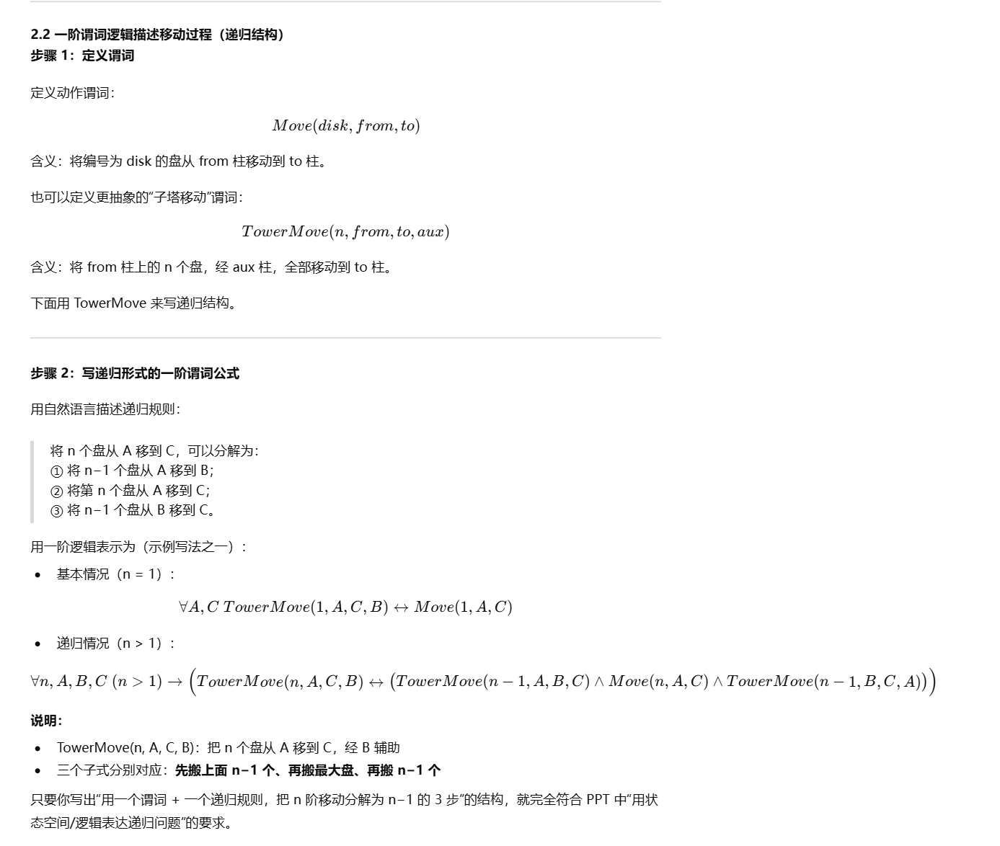 2.2 一阶谓词逻辑描述移动过程（递归结构）
步骤 1：定义谓词
定义动作谓词：
Move(disk, from, to)
含义：将编号为 disk 的盘从 from 柱移动到 to 柱。
也可以定义更抽象的“子塔移动”谓词：
TowerMove(n, from, to, aux)
含义：将 from 柱上的 n 个盘，经 aux 柱，全部移动到 to 柱。
下面用 TowerMove 来写递归结构。
步骤 2：写递归形式的一阶谓词公式
用自然语言描述递归规则：
将 n 个盘从 A 移到 C，可以分解为：
① 将 n−1 个盘从 A 移到 B；
② 将第 n 个盘从 A 移到 C；
③ 将 n−1 个盘从 B 移到 C。
用一阶逻辑表示为（示例写法之一）：
• 基本情况（n = 1）：
∀A, C TowerMove(1, A, C, B) ↔ Move(1, A, C)
• 递归情况（n > 1）：
∀n, A, B, C (n > 1) → (TowerMove(n, A, C, B) ↔ (TowerMove(n − 1, A, B, C) ∧ Move(n, A, C) ∧ TowerMove(n − 1, B, C, A)))
说明：
• TowerMove(n, A, C, B)：把 n 个盘从 A 移到 C，经 B 辅助
• 三个子式分别对应：先搬上面 n−1 个、再搬最大盘、再搬 n−1 个
只要你写出“用一个谓词 + 一个递归规则，把 n 阶移动分解为 n−1 的 3 步”的结构，就完全符合 PPT 中“用状
态空间/逻辑表达递归问题”的要求。